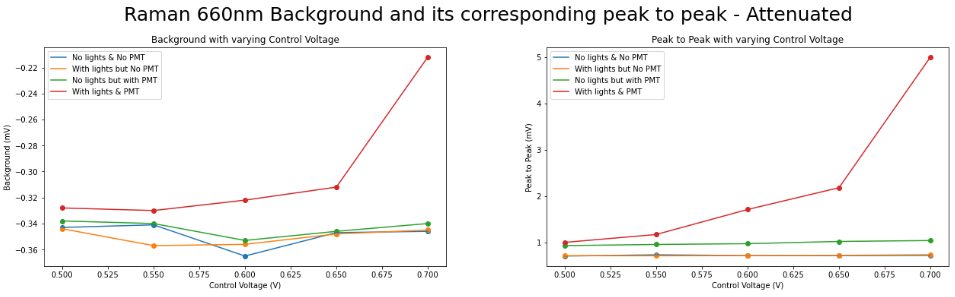 Raman 660nm Background and its corresponding peak to peak - Attenuated
Background with varying Control Voltage
No lights & No PMT
With lights but No PMT
No lights but with PMT
With lights & PMT
−0.22
−0.24
−0.26
−0.28
−0.30
−0.32
−0.34
−0.36
Background (mV)
0.500 0.525 0.550 0.575 0.600 0.625 0.650 0.675 0.700
Control Voltage (V)
Peak to Peak with varying Control Voltage
No lights & No PMT
With lights but No PMT
No lights but with PMT
With lights & PMT
5
4
3
2
1
Peak to Peak (mV)
0.500 0.525 0.550 0.575 0.600 0.625 0.650 0.675 0.700
Control Voltage (V)